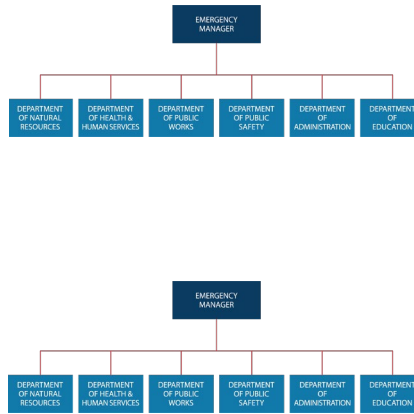 EMERGENCY
MANAGER
DEPARTMENT
OF NATURAL
RESOURCES
DEPARTMENT
OF HEALTH &
HUMAN SERVICES
DEPARTMENT
OF PUBLIC
WORKS
DEPARTMENT
OF PUBLIC
SAFETY
DEPARTMENT
OF
ADMINISTRATION
DEPARTMENT
OF
EDUCATION
EMERGENCY
MANAGER
DEPARTMENT
OF NATURAL
RESOURCES
DEPARTMENT
OF HEALTH &
HUMAN SERVICES
DEPARTMENT
OF PUBLIC
WORKS
DEPARTMENT
OF PUBLIC
SAFETY
DEPARTMENT
OF
ADMINISTRATION
DEPARTMENT
OF
EDUCATION